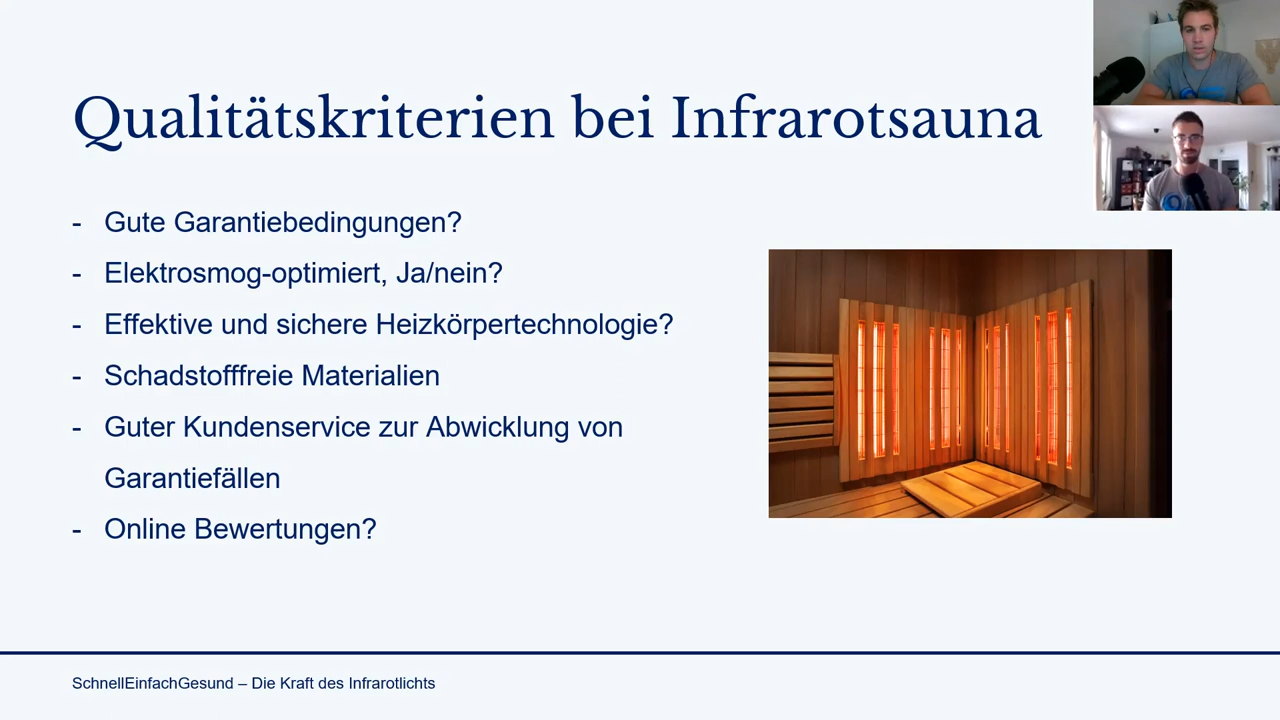 Qualitätskriterien bei Infrarotsauna
- Gute Garantiebedingungen?
- Elektrosmog-optimiert, Ja/nein?
- Effektive und sichere Heizkörpertechnologie?
- Schadstofffreie Materialien
- Guter Kundenservice zur Abwicklung von
Garantiefällen
- Online Bewertungen?
SchnellEinfachGesund – Die Kraft des Infrarotlichts